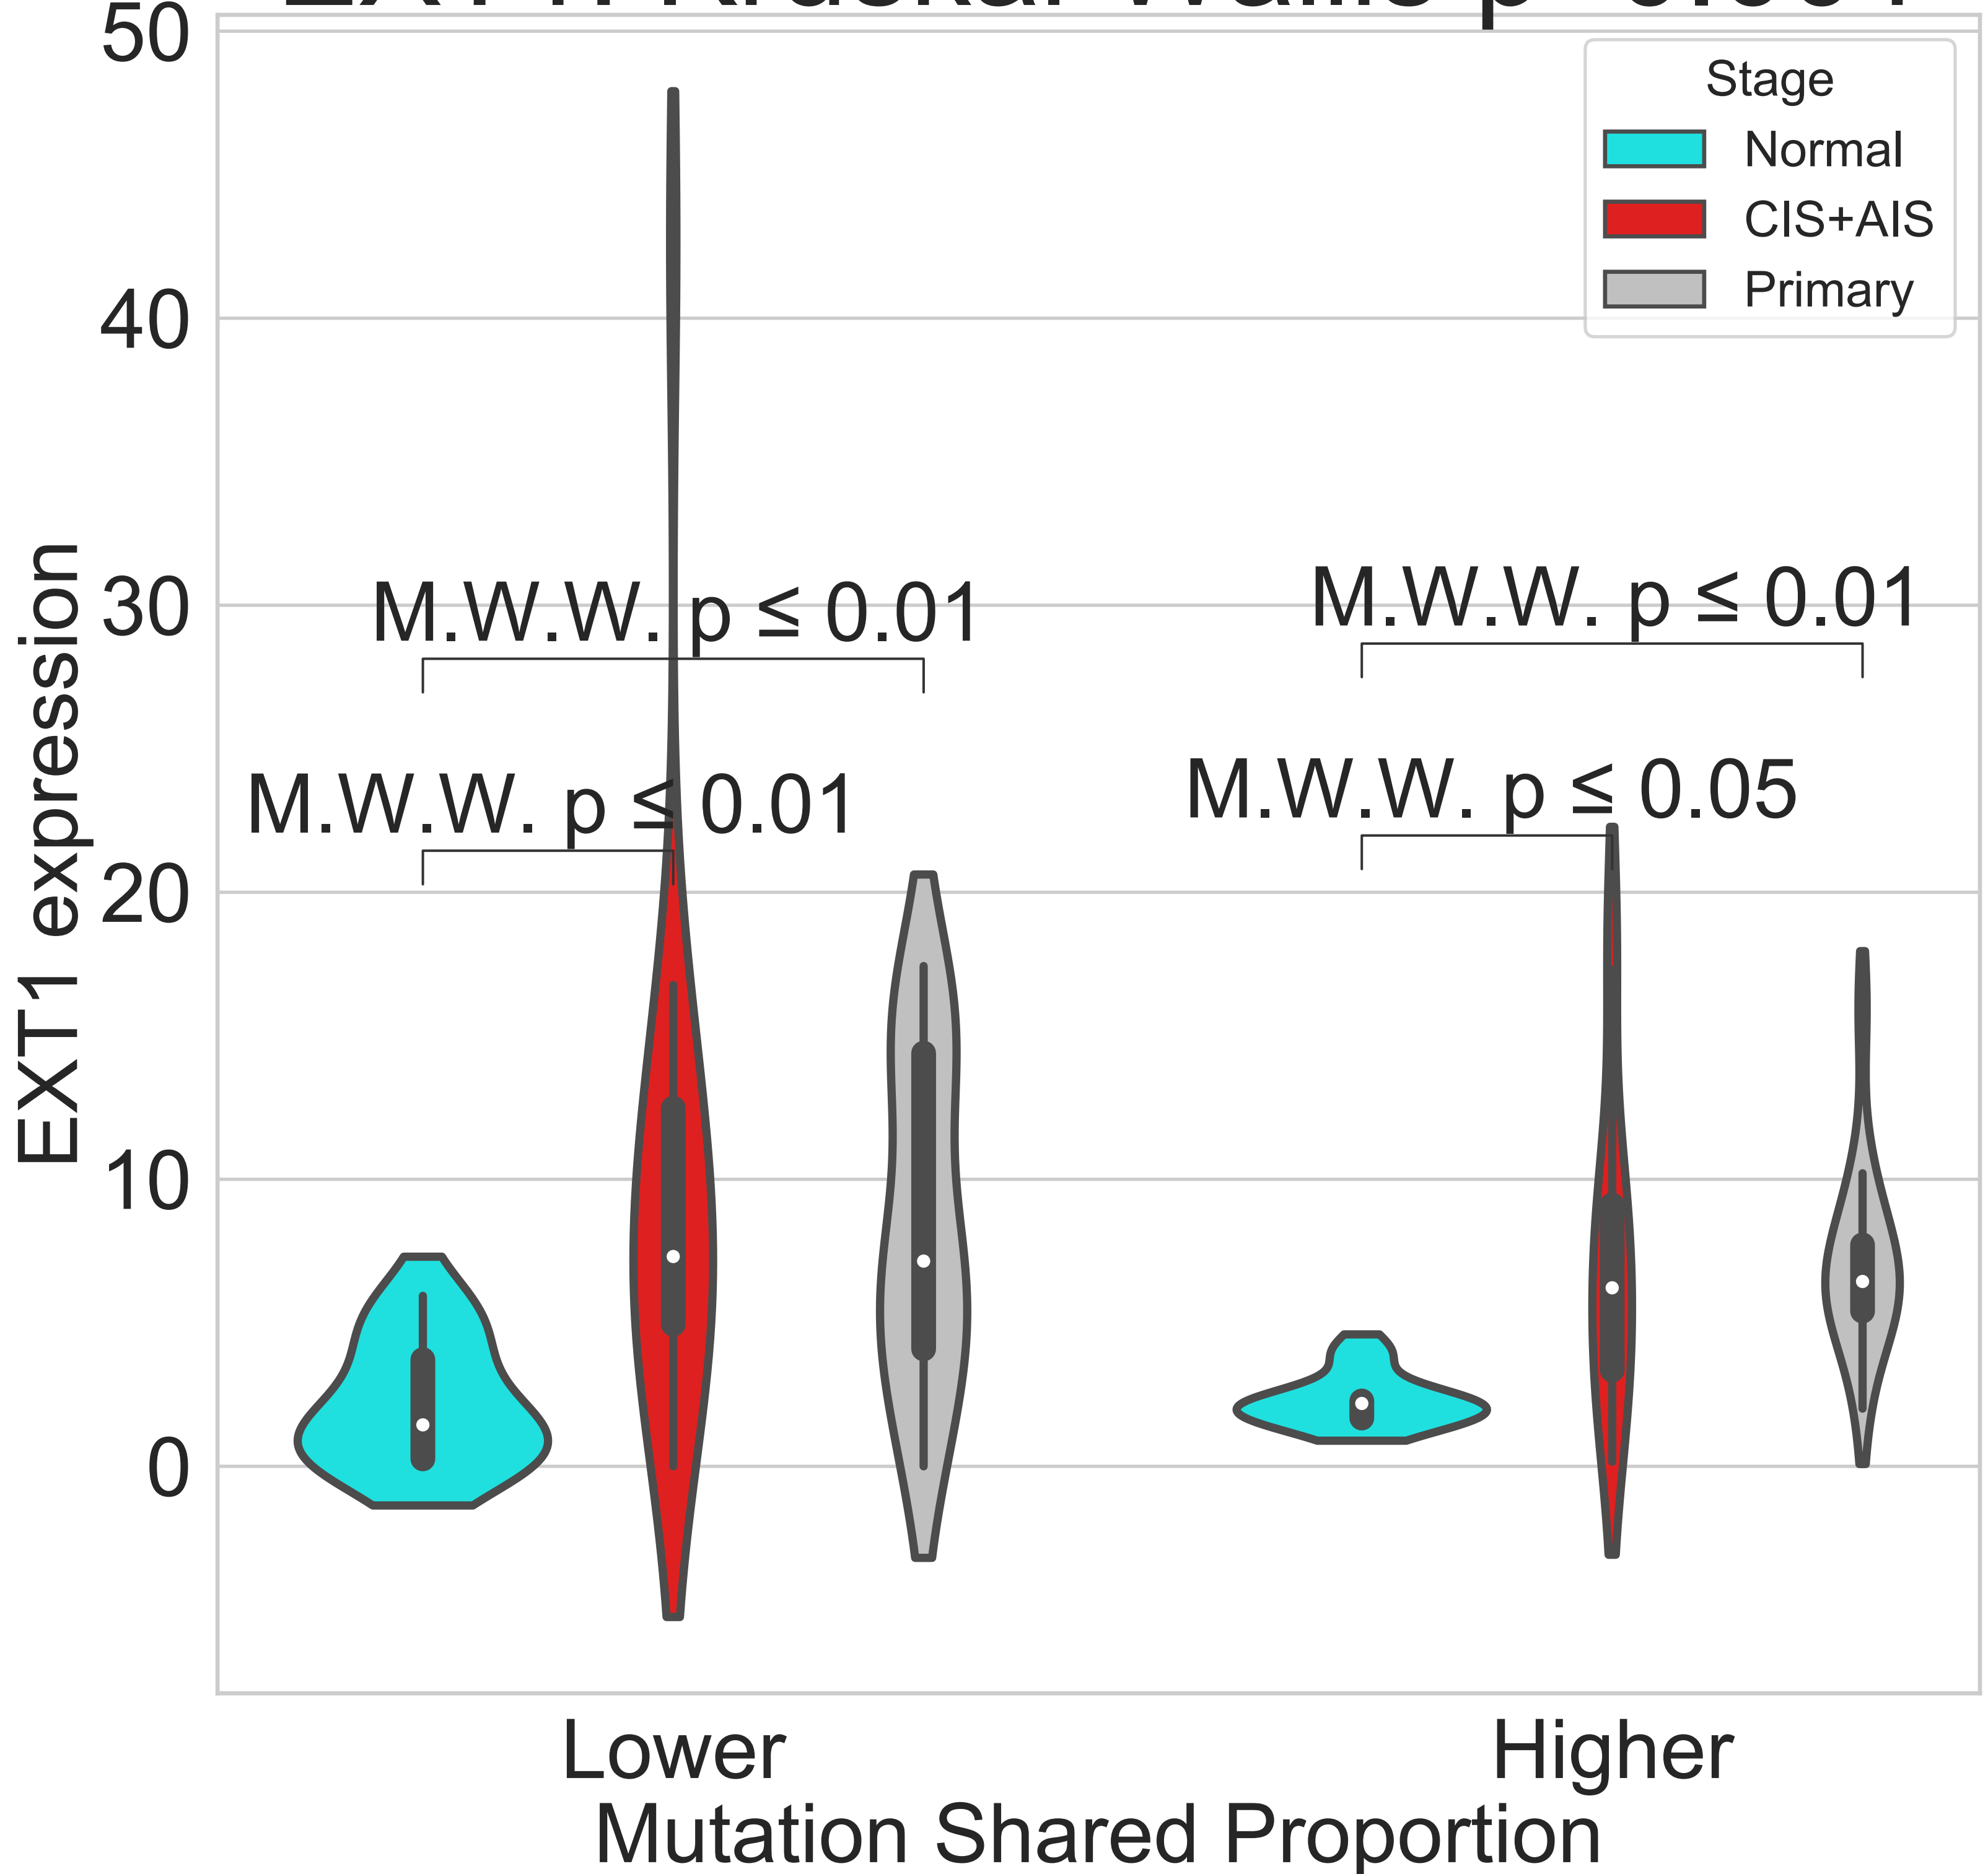 50
Stage
Normal
CIS+AIS
Primary
40
30
20
10
0
EXT1 expression
M.W.W. p ≤ 0.01
M.W.W. p ≤ 0.01
M.W.W. p ≤ 0.01
M.W.W. p ≤ 0.05
Lower
Higher
Mutation Shared Proportion